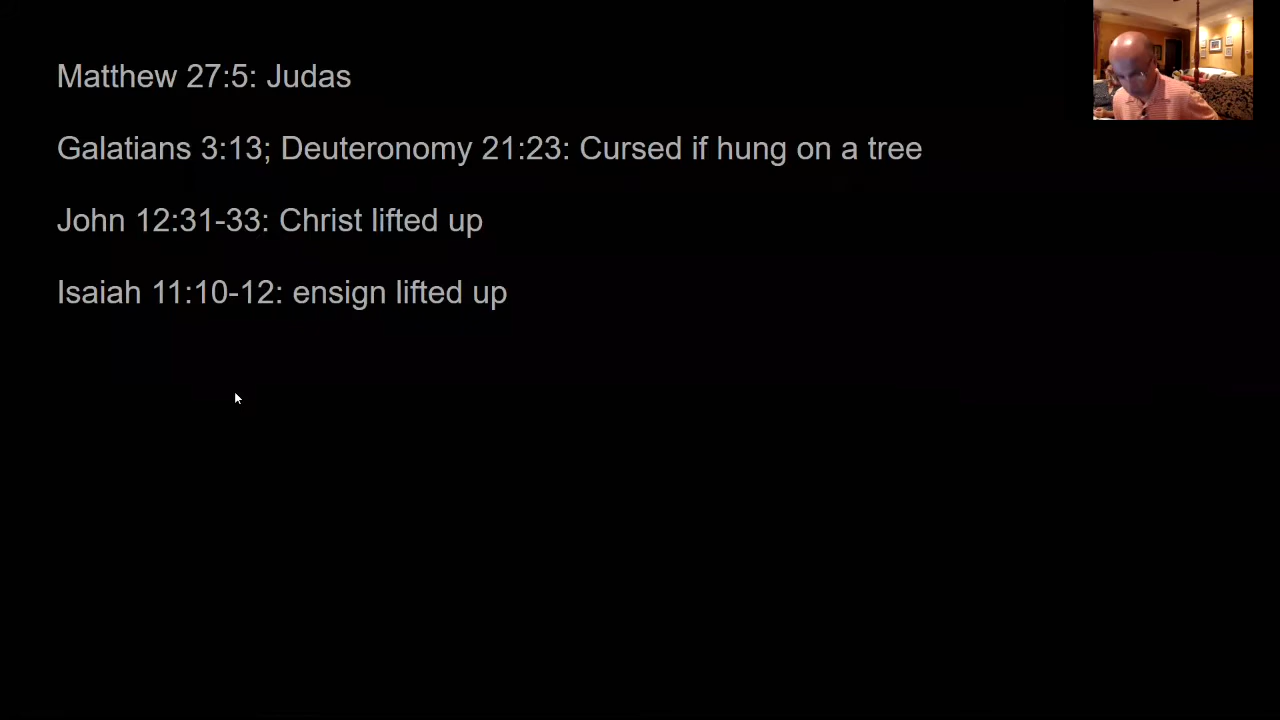 Matthew 27:5: Judas
Galatians 3:13; Deuteronomy 21:23: Cursed if hung on a tree
John 12:31-33: Christ lifted up
Isaiah 11:10-12: ensign lifted up